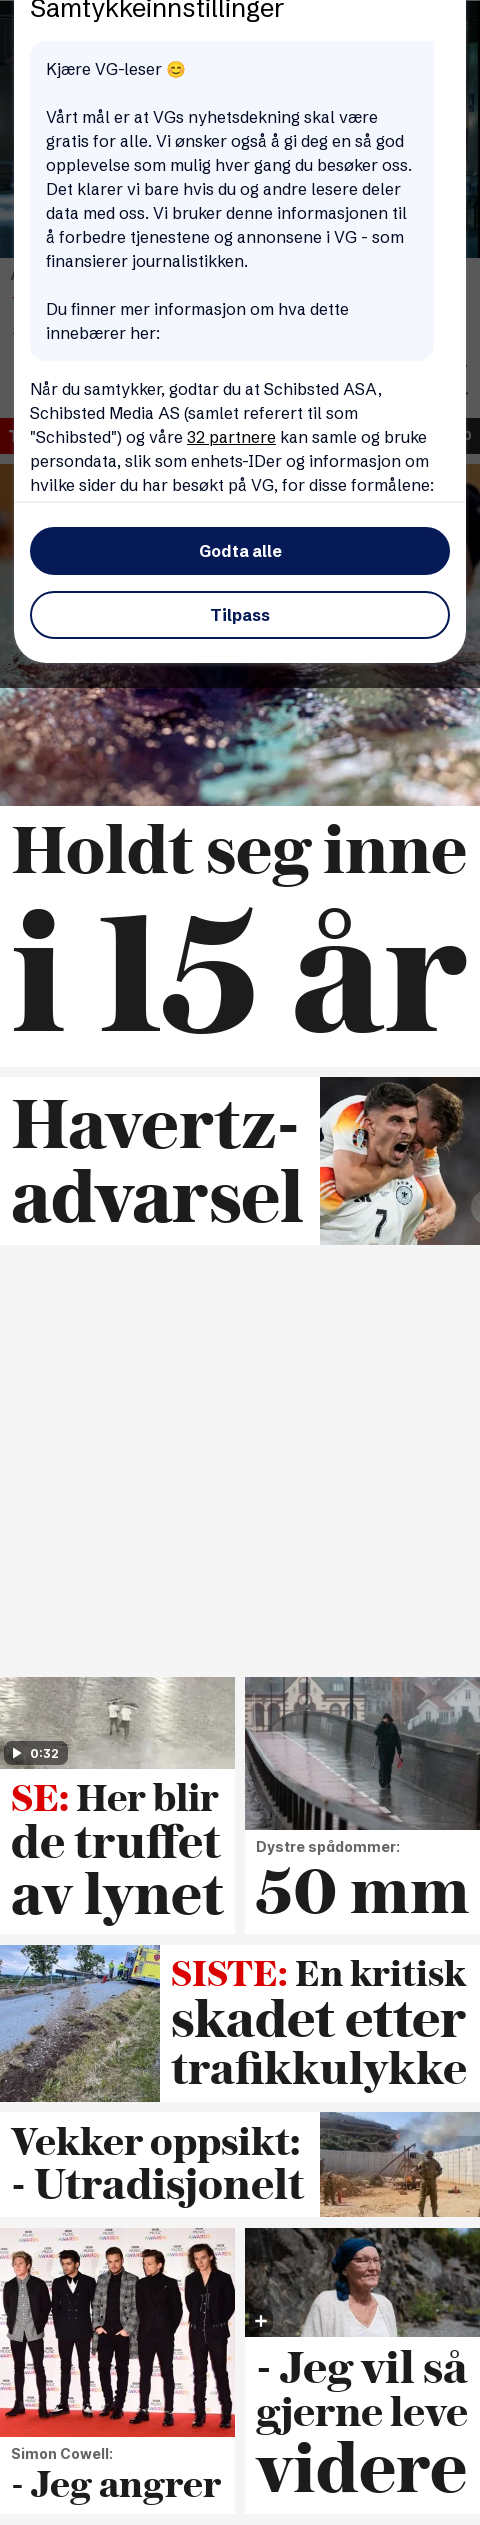 Samtykkeinnstillinger
Kjære VG-leser 😊
Vårt mål er at VGs nyhetsdekning skal være
gratis for alle. Vi ønsker også å gi deg en så god
opplevelse som mulig hver gang du besøker oss.
Det klarer vi bare hvis du og andre lesere deler
data med oss. Vi bruker denne informasjonen til
å forbedre tjenestene og annonsene i VG - som
finansierer journalistikken.
Du finner mer informasjon om hva dette
innebærer her:
Når du samtykker, godtar du at Schibsted ASA,
Schibsted Media AS (samlet referert til som
"Schibsted") og våre 32 partnere kan samle og bruke
persondata, slik som enhets-IDer og informasjon om
hvilke sider du har besøkt på VG, for disse formålene:
Godta alle
Tilpass
Holdt seg inne
i 15 år
Havertz-
advarsel
7
0:32
SE: Her blir
de truffet
av lynet
Dystre spådommer:
50 mm
SISTE: En kritisk
skadet etter
trafikkulykke
Vekker oppsikt:
- Utradisjonelt
Simon Cowell:
- Jeg angrer
- Jeg vil så
gjerne leve
videre